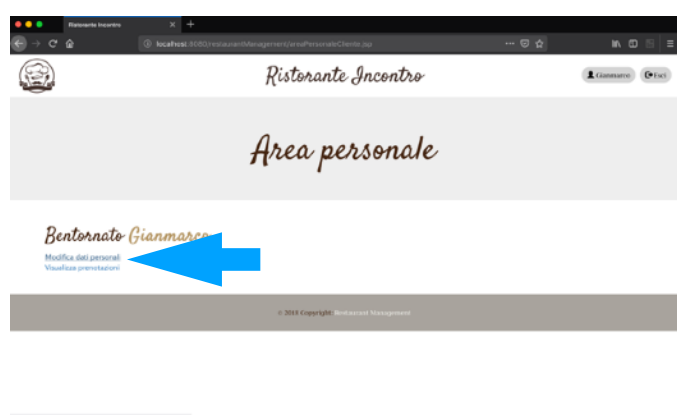 Ristorante Incontro
localhost:8080/restaurantManagement/areaPersonaleCliente.jsp
Ristorante Incontro
Gianmarco
Esci
Area personale
Bentornato Gianmarco
Modifica dati personali
Visualizza prenotazioni
© 2018 Copyright: Restaurant Management